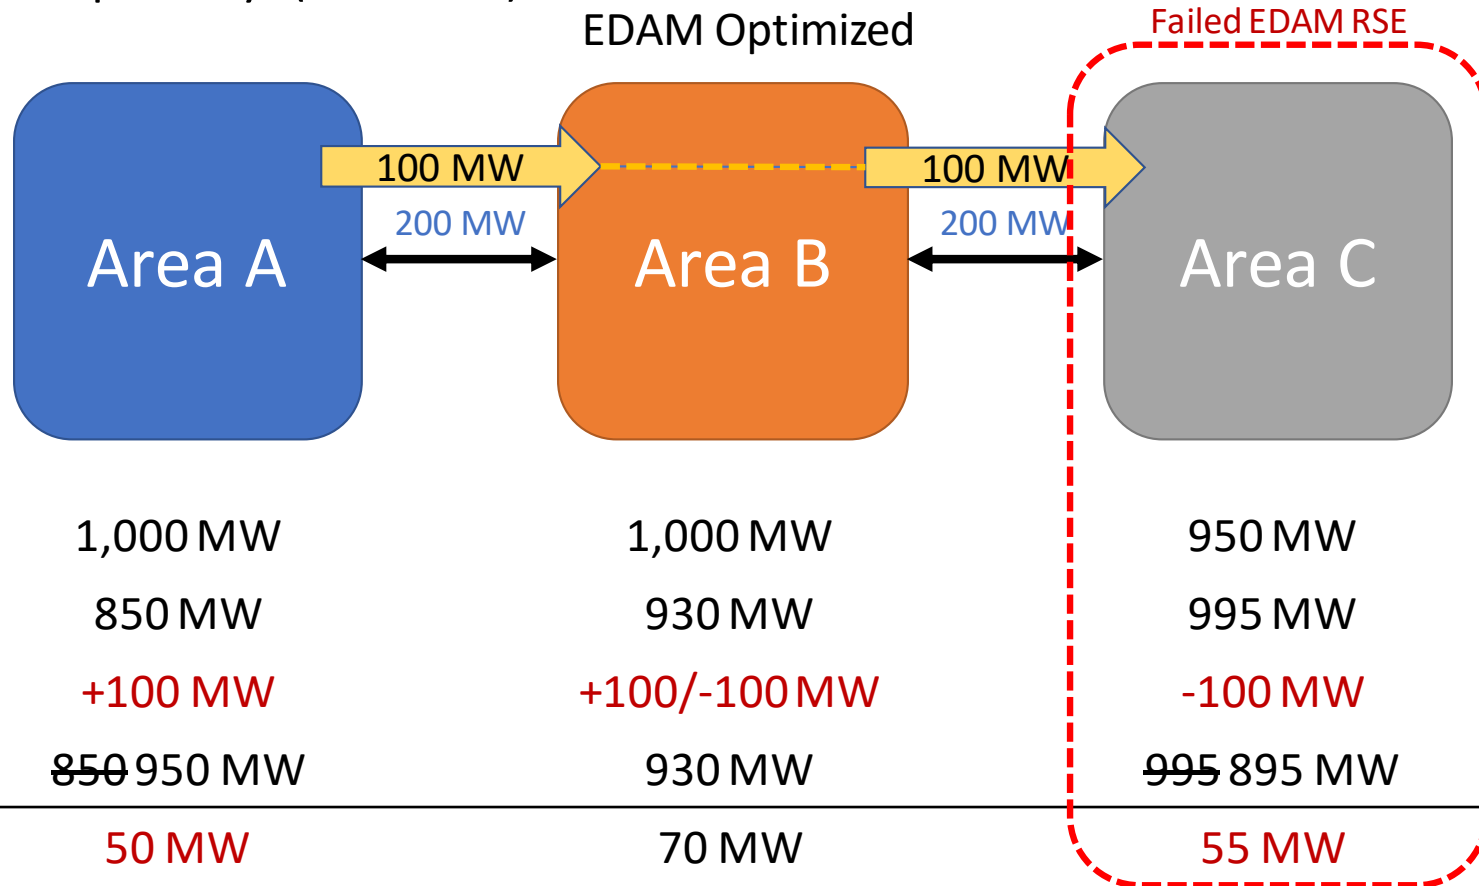 EDAM Optimized
Failed EDAM RSE
100 MW
100 MW
200 MW
200 MW
Area A
Area B
Area C
1,000 MW 1,000 MW 950 MW
850 MW 930 MW 995 MW
+100 MW +100/-100 MW -100 MW
850 950 MW 930 MW 995 895 MW
50 MW 70 MW 55 MW